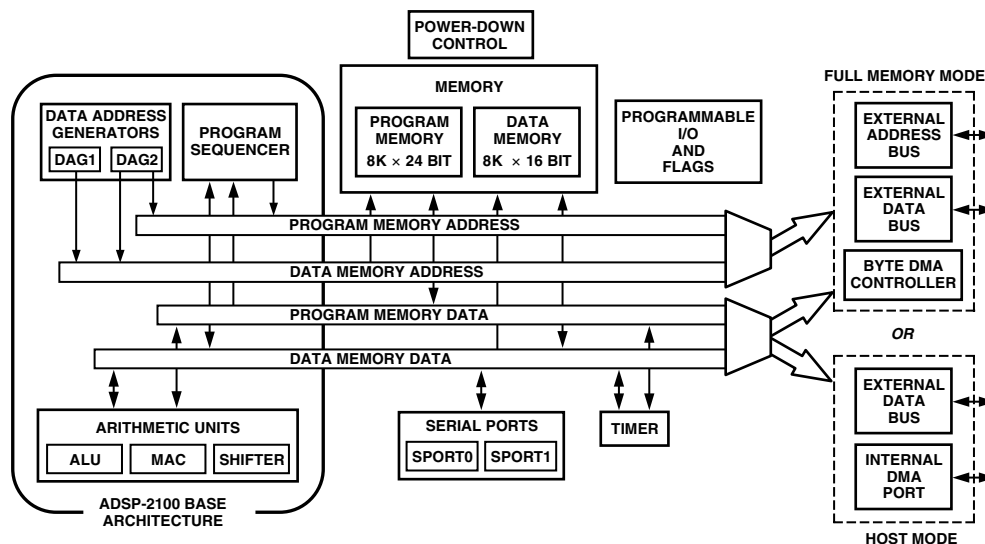 POWER-DOWN
CONTROL
FULL MEMORY MODE
MEMORY
PROGRAM
MEMORY
8K × 24 BIT
DATA
MEMORY
8K × 16 BIT
PROGRAMMABLE
I/O
AND
FLAGS
DATA ADDRESS
GENERATORS
DAG1
DAG2
PROGRAM
SEQUENCER
EXTERNAL
ADDRESS
BUS
EXTERNAL
DATA
BUS
BYTE DMA
CONTROLLER
PROGRAM MEMORY ADDRESS
DATA MEMORY ADDRESS
PROGRAM MEMORY DATA
DATA MEMORY DATA
OR
EXTERNAL
DATA
BUS
INTERNAL
DMA
PORT
HOST MODE
ARITHMETIC UNITS
ALU
MAC
SHIFTER
SERIAL PORTS
SPORT0
SPORT1
TIMER
ADSP-2100 BASE
ARCHITECTURE